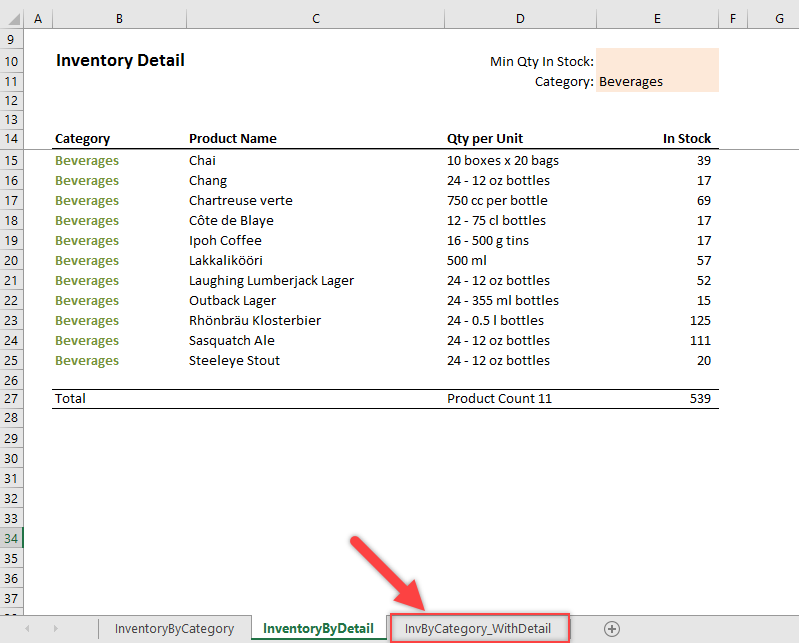 A B C D E F G
9
10 Inventory Detail Min Qty In Stock:
11 Category: Beverages
12
13
14 Category Product Name Qty per Unit In Stock
15 Beverages Chai 10 boxes x 20 bags 39
16 Beverages Chang 24 - 12 oz bottles 17
17 Beverages Chartreuse verte 750 cc per bottle 69
18 Beverages Côte de Blaye 12 - 75 cl bottles 17
19 Beverages Ipoh Coffee 16 - 500 g tins 17
20 Beverages Lakkalikööri 500 ml 57
21 Beverages Laughing Lumberjack Lager 24 - 12 oz bottles 52
22 Beverages Outback Lager 24 - 355 ml bottles 15
23 Beverages Rhönbräu Klosterbier 24 - 0.5 l bottles 125
24 Beverages Sasquatch Ale 24 - 12 oz bottles 111
25 Beverages Steeleye Stout 24 - 12 oz bottles 20
26
27 Total Product Count 11 539
28
29
30
31
32
33
34
35
36
37
InventoryByCategory InventoryByDetail InvByCategory_WithDetail